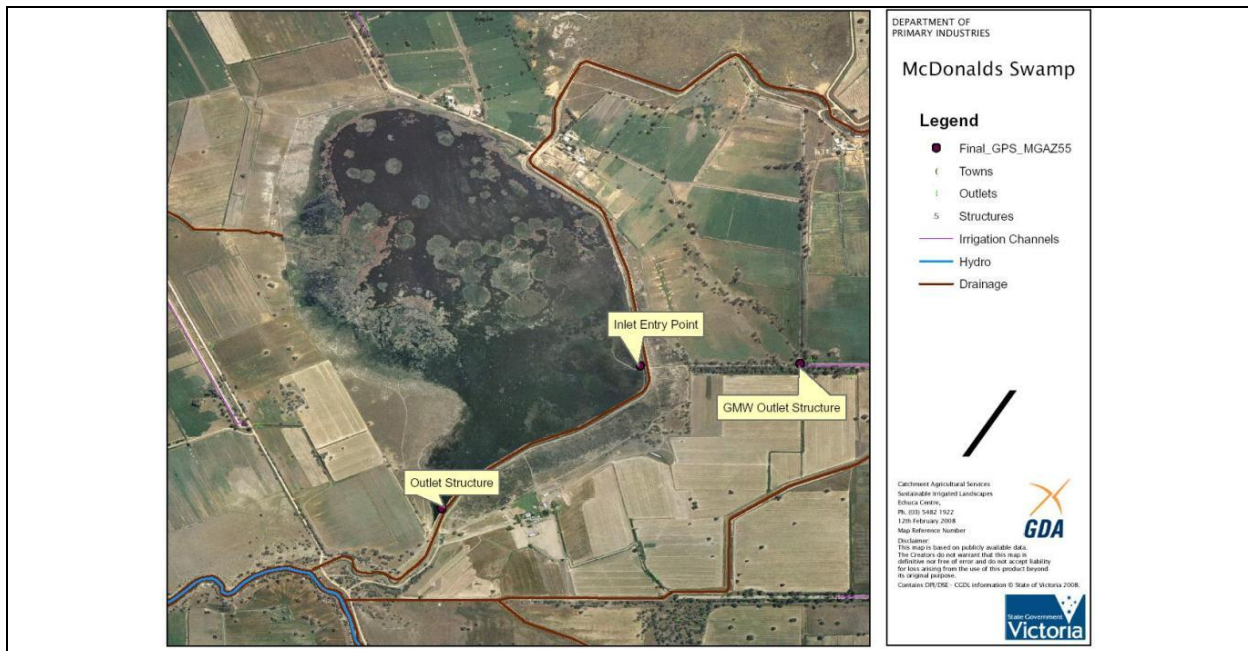 Inlet Entry Point
GMW Outlet Structure
Outlet Structure
DEPARTMENT OF
PRIMARY INDUSTRIES
McDonalds Swamp
Legend
Final_GPS_MGAZ55
Towns
Outlets
Structures
Irrigation Channels
Hydro
Drainage
Catchment Agricultural Services
Sustainable Irrigated Landscapes
Echuca Centre,
Ph. (03) 5482 1922
12th February 2008
Map Reference Number
Disclaimer:
This map is based on publicly available data.
The Creators do not warrant that this map is
definitive nor free of error and do not accept liability
for loss arising from the use of this product beyond
its original purpose.
Contains DPI/DSE - CGDL information © State of Victoria 2008.
GDA
State Government
Victoria